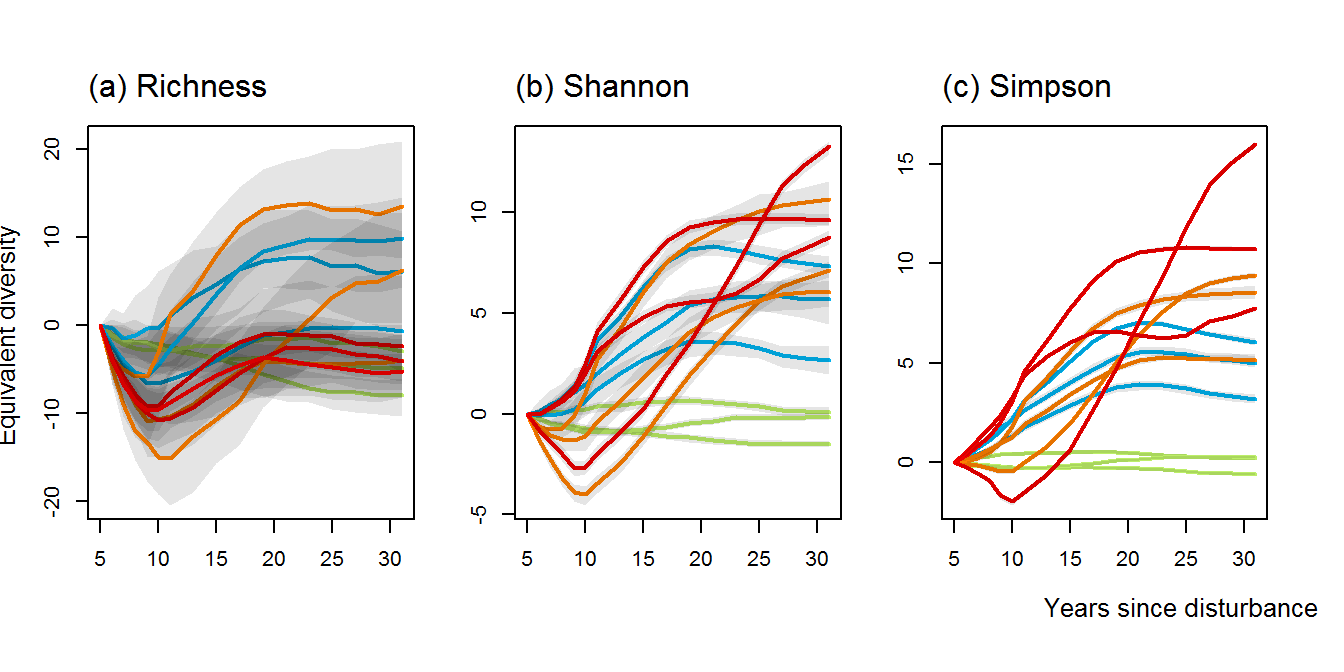 (a) Richness
(b) Shannon
(c) Simpson
Equivalent diversity
20
10
0
-10
-20
5 10 15 20 25 30
10
5
0
-5
5 10 15 20 25 30
15
10
5
0
5 10 15 20 25 30
Years since disturbance